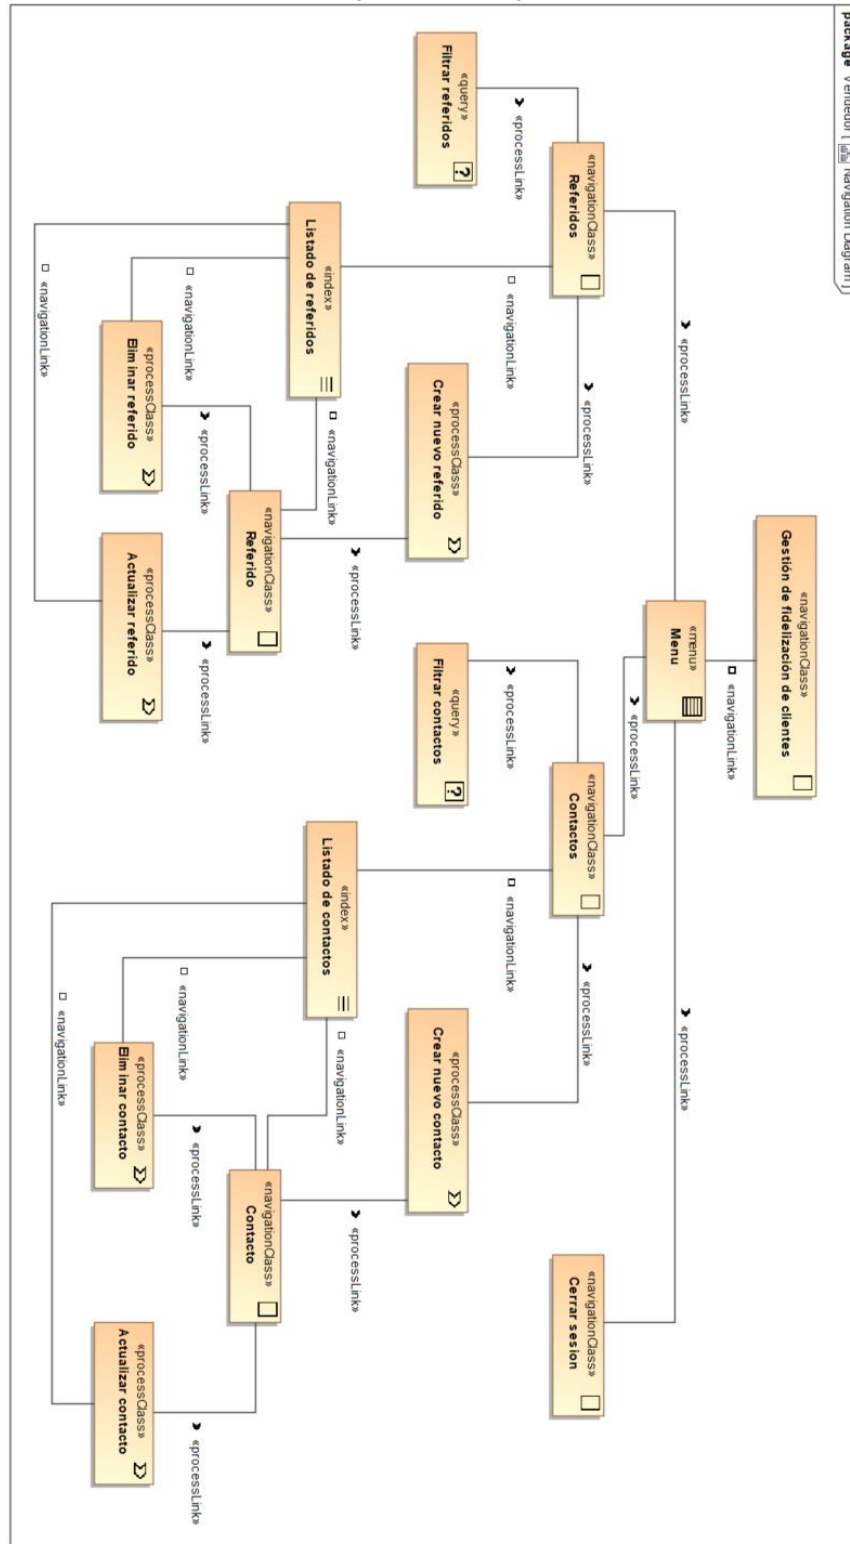 package Vendedor [ Navigation Diagram ]
«navigationClass»
Gestión de fidelización de clientes
«navigationLink»
«menu»
Menu
«processLink»
«processLink»
«processLink»
«navigationClass»
Referidos
«navigationClass»
Contactos
«navigationClass»
Cerrar sesion
«processLink»
«navigationLink»
«processLink»
«processLink»
«navigationLink»
«processLink»
«query»
Filtrar referidos
«processClass»
Crear nuevo referido
«query»
Filtrar contactos
«processClass»
Crear nuevo contacto
«index»
Listado de referidos
«navigationLink»
«processLink»
«index»
Listado de contactos
«navigationLink»
«processLink»
«navigationClass»
Referido
«navigationClass»
Contacto
«navigationLink»
«processLink»
«processLink»
«navigationLink»
«processLink»
«processLink»
«processClass»
Eliminar referido
«processClass»
Actualizar referido
«processClass»
Eliminar contacto
«processClass»
Actualizar contacto
«navigationLink»
«navigationLink»